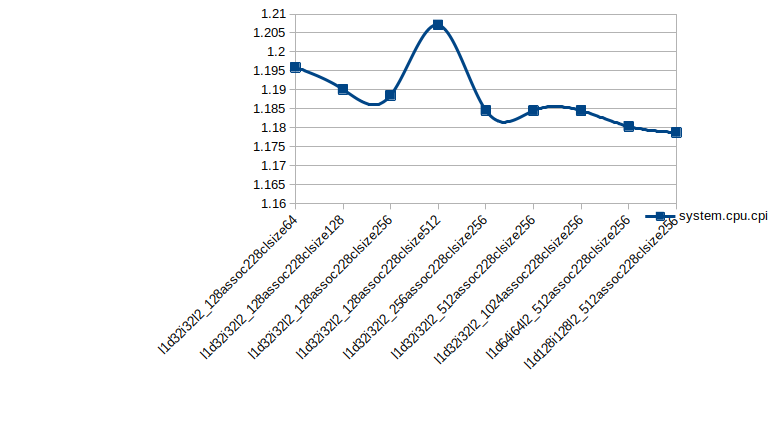 1.21
1.205
1.2
1.195
1.19
1.185
1.18
1.175
1.17
1.165
1.16
system.cpu.cpi
l1d32i32l2_128assoc228clsize64
l1d32i32l2_128assoc228clsize128
l1d32i32l2_128assoc228clsize256
l1d32i32l2_128assoc228clsize512
l1d32i32l2_256assoc228clsize256
l1d32i32l2_512assoc228clsize256
l1d32i32l2_1024assoc228clsize256
l1d64i64l2_512assoc228clsize256
l1d128i128l2_512assoc228clsize256